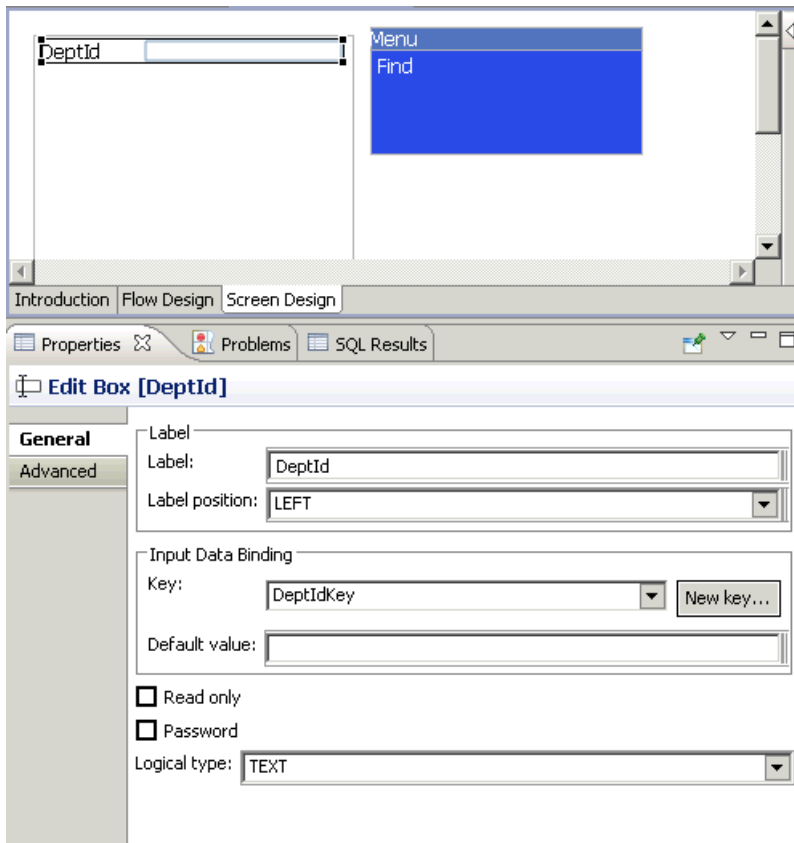 DeptId
Menu
Find
Introduction Flow Design Screen Design
Properties Problems SQL Results
Edit Box [DeptId]
General
Advanced
Label
Label: DeptId
Label position: LEFT
Input Data Binding
Key: DeptIdKey New key...
Default value:
Read only
Password
Logical type: TEXT